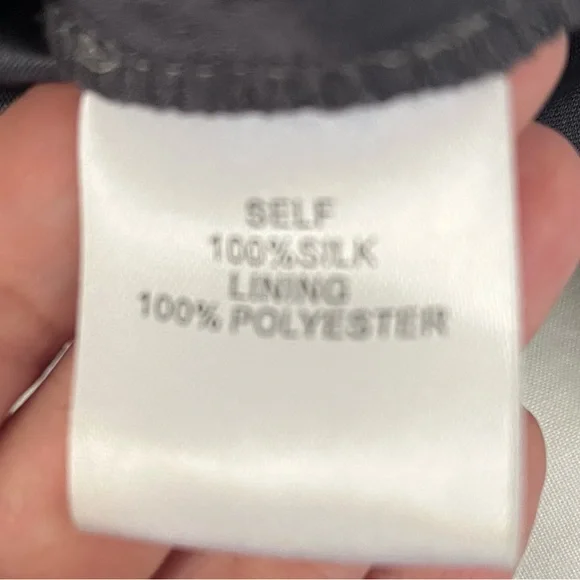 SELF
100%SILK
LINING
100% POLYESTER